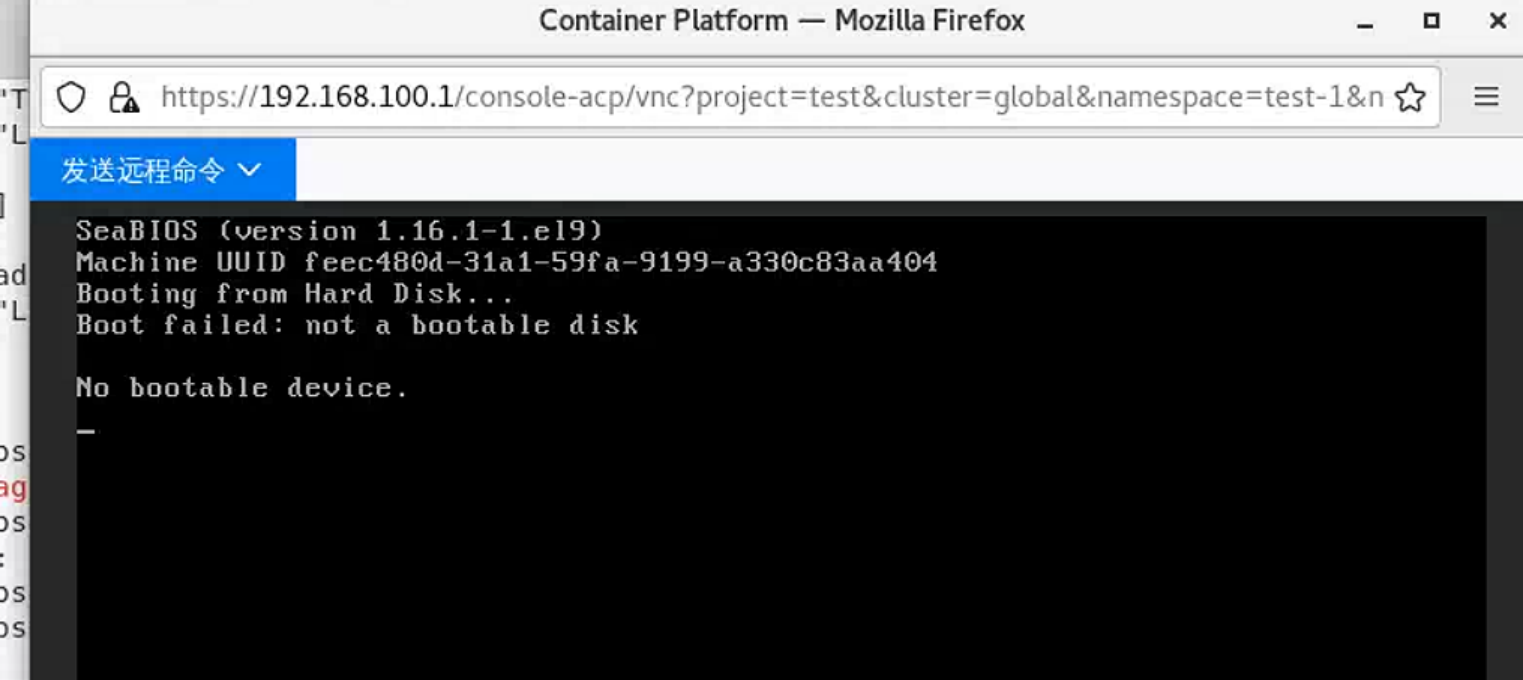 Container Platform — Mozilla Firefox
https://192.168.100.1/console-acp/vnc?project=test&cluster=global&namespace=test-1&n
发送远程命令
SeaBIOS (version 1.16.1-1.el9)
Machine UUID feec480d-31a1-59fa-9199-a330c83aa404
Booting from Hard Disk...
Boot failed: not a bootable disk
No bootable device.
"T
"L
]
ad
"L
os
ag
os
:
os
os